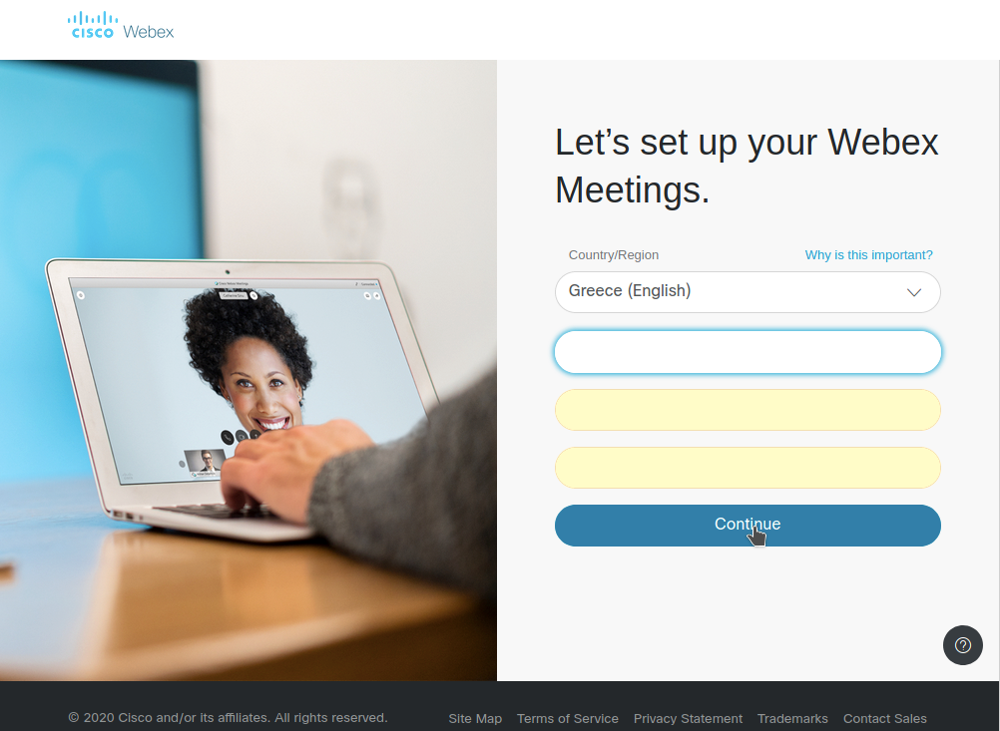 CISCO Webex
Let’s set up your Webex
Meetings.
Country/Region Why is this important?
Greece (English)
Continue
© 2020 Cisco and/or its affiliates. All rights reserved. Site Map Terms of Service Privacy Statement Trademarks Contact Sales